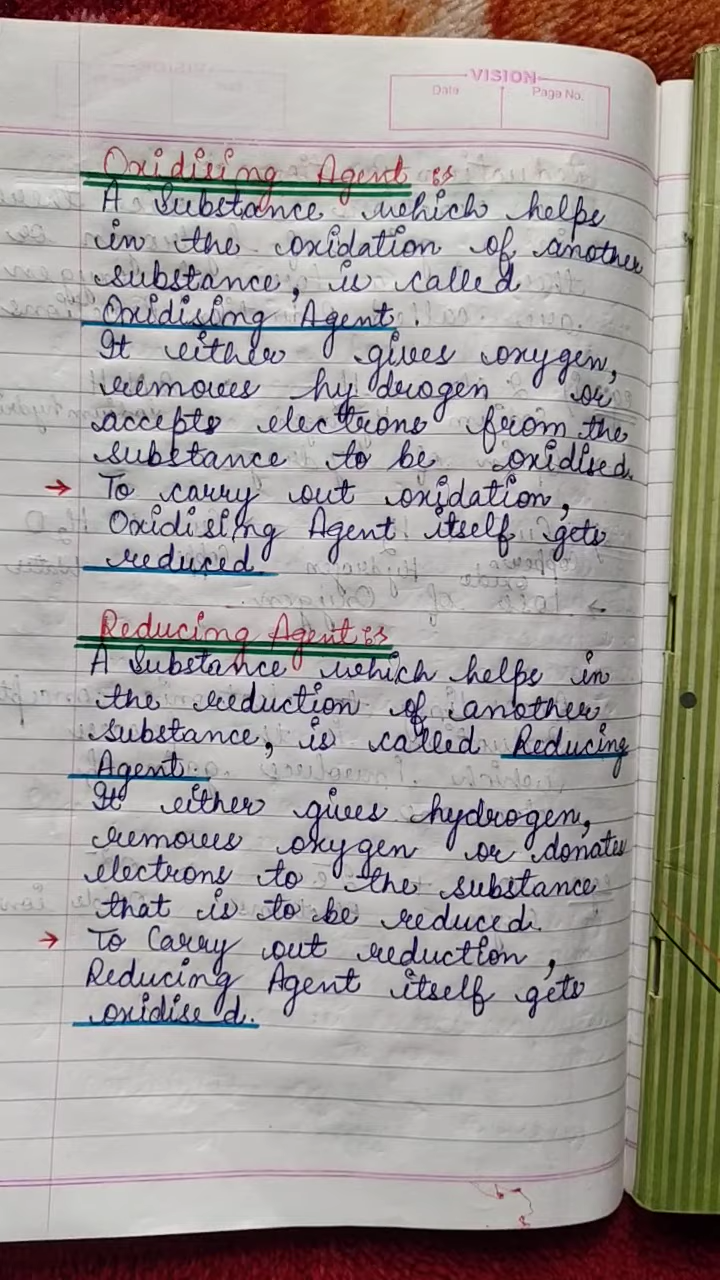 VISION
Date
Page No.
Oxidising Agent :-
A Substance which helps
in the oxidation of another
substance, is called
Oxidising Agent.
It either gives oxygen,
removes hydrogen or
accepts electrons from the
substance to be oxidised.
→ To carry out oxidation,
Oxidising Agent itself gets
reduced.
Reducing Agent :-
A Substance which helps in
the reduction of another
substance, is called Reducing
Agent.
It either gives hydrogen,
removes oxygen or donates
electrons to the substance
that is to be reduced.
→ To Carry out reduction,
Reducing Agent itself gets
oxidised.